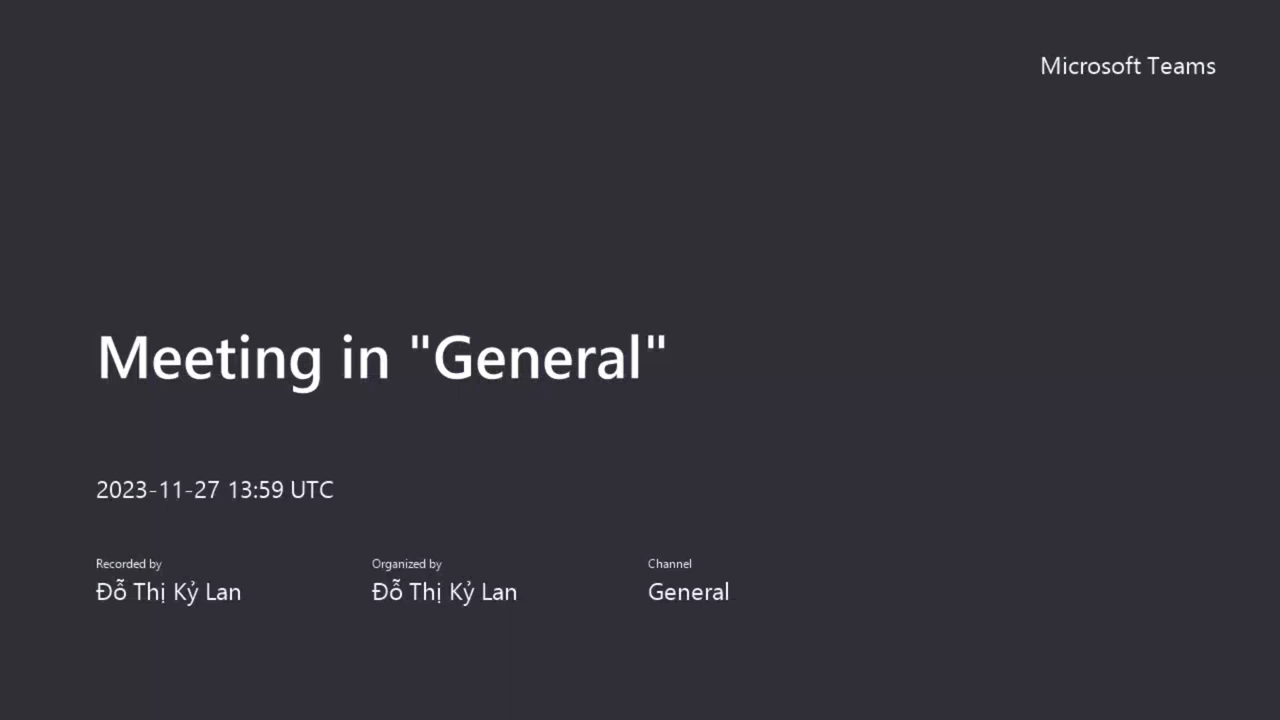 Microsoft Teams
Meeting in "General"
2023-11-27 13:59 UTC
Recorded by
Đỗ Thị Kỷ Lan
Organized by
Đỗ Thị Kỷ Lan
Channel
General